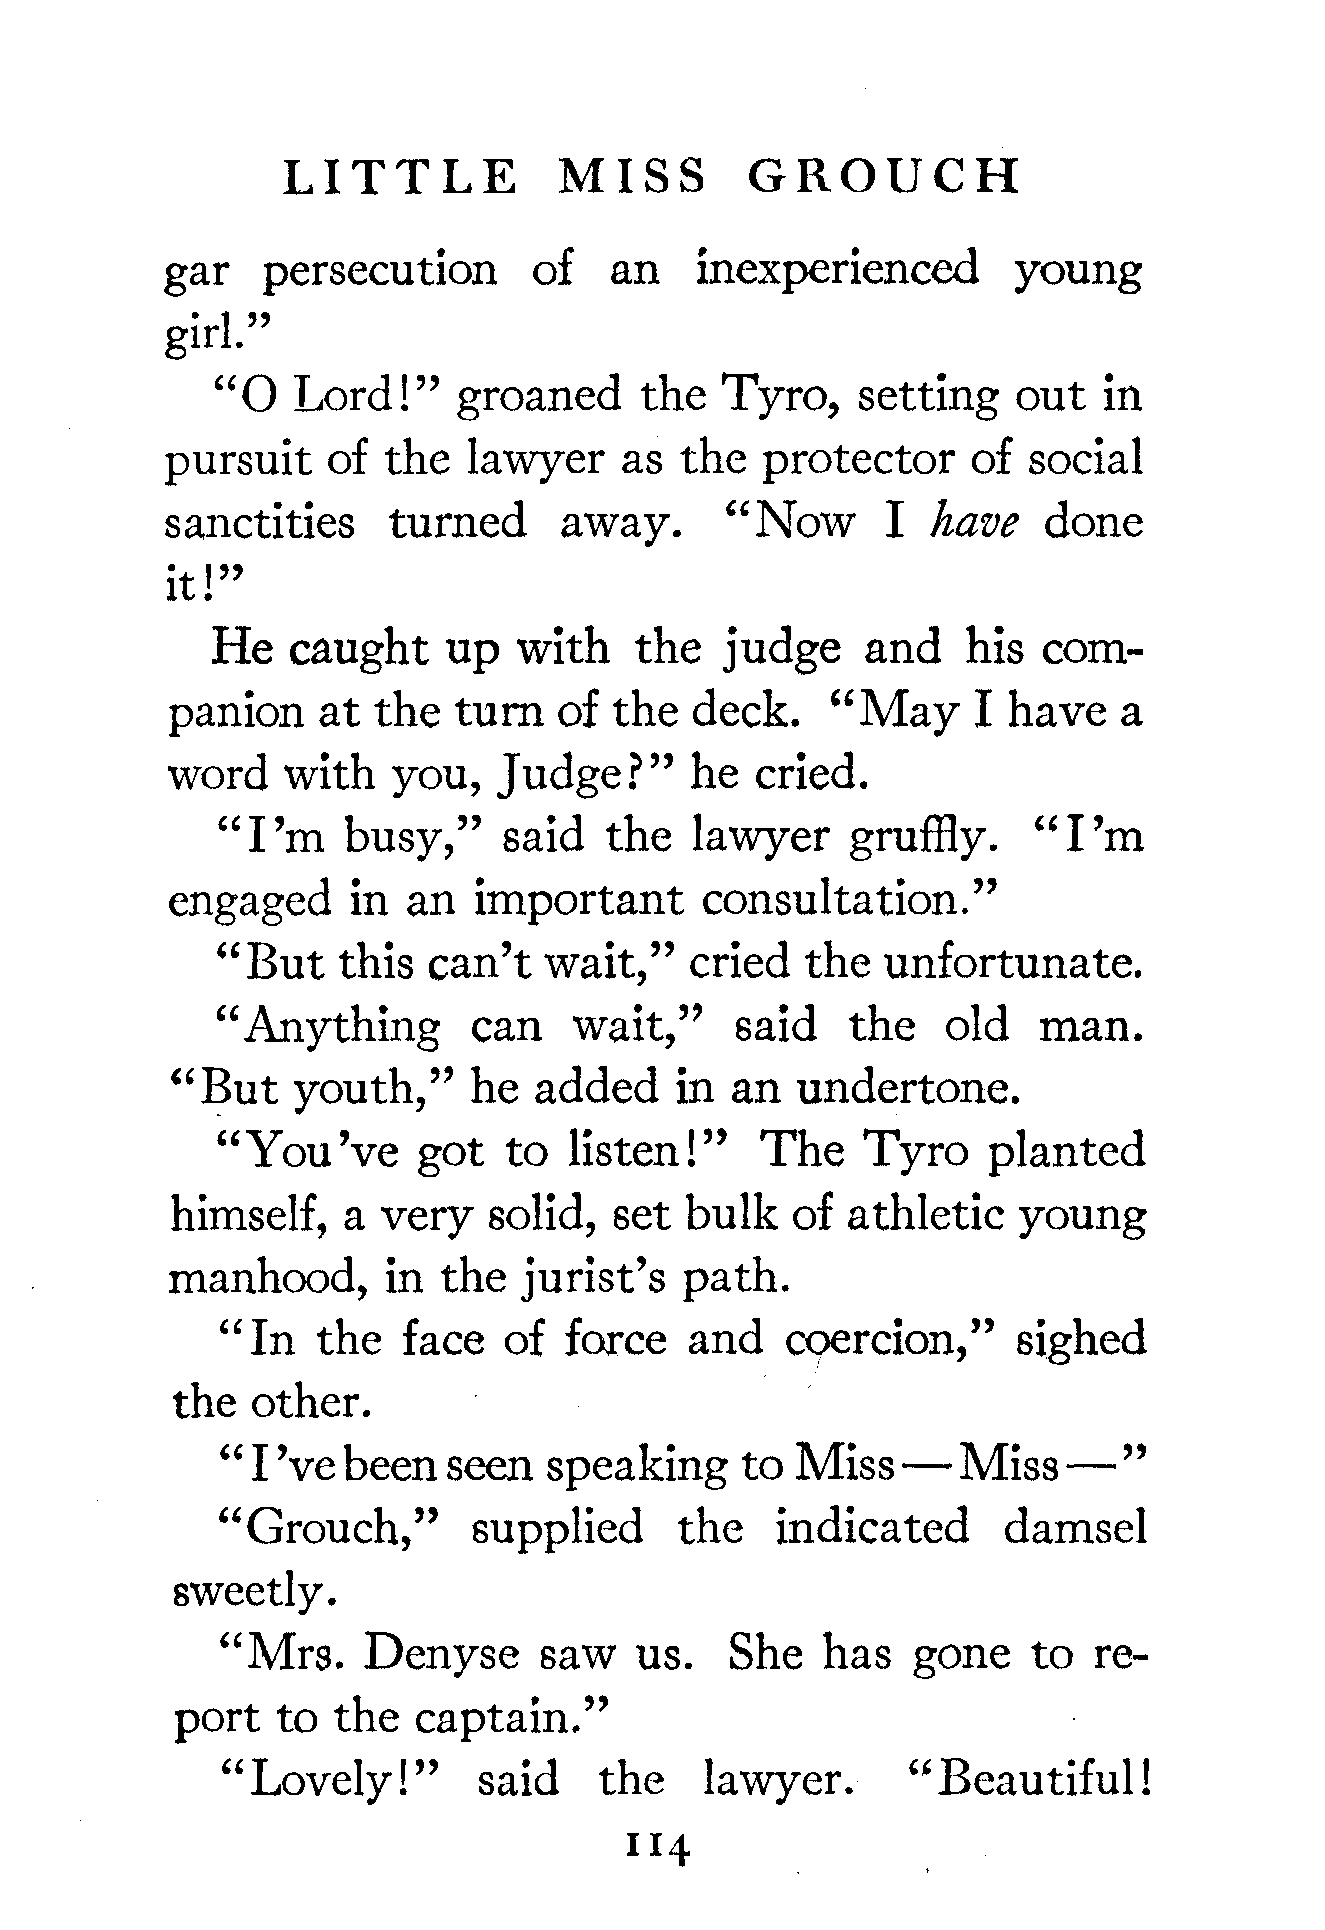 LITTLE MISS GROUCH
gar persecution of an inexperienced young
girl.”
“O Lord!” groaned the Tyro, setting out in
pursuit of the lawyer as the protector of social
sanctities turned away. “Now I have done
it!”
He caught up with the judge and his com-
panion at the turn of the deck. “May I have a
word with you, Judge?” he cried.
“I'm busy,” said the lawyer gruffly. “I'm
engaged in an important consultation.”
“But this can't wait,” cried the unfortunate.
“Anything can wait,” said the old man.
“But youth,” he added in an undertone.
“You've got to listen!” The Tyro planted
himself, a very solid, set bulk of athletic young
manhood, in the jurist's path.
“In the face of force and coercion,” sighed
the other.
“I've been seen speaking to Miss—Miss—”
“Grouch,” supplied the indicated damsel
sweetly.
“Mrs. Denyse saw us. She has gone to re-
port to the captain.”
“Lovely!” said the lawyer. “Beautiful!
114